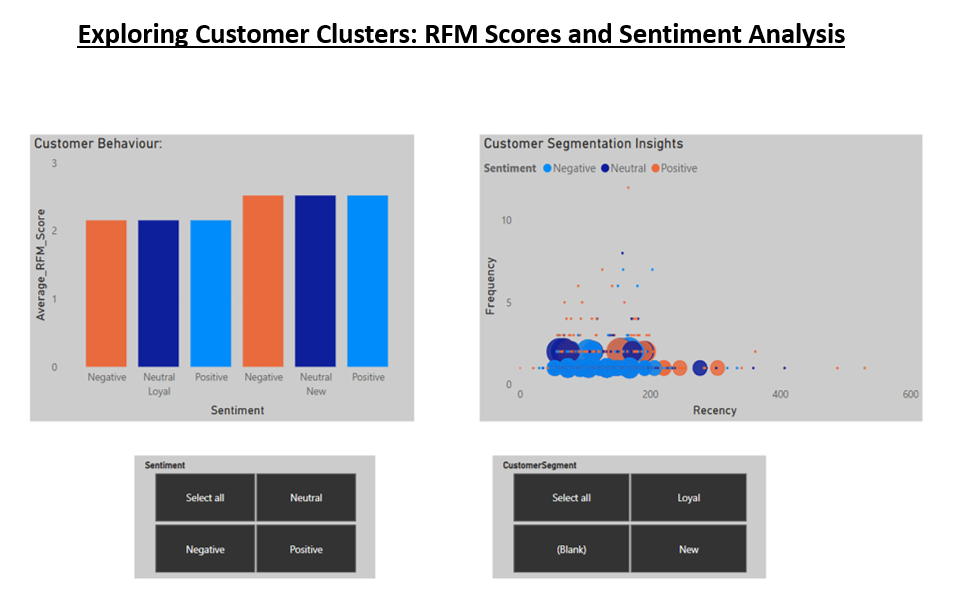 Exploring Customer Clusters: RFM Scores and Sentiment Analysis
Customer Behaviour:
3
2
1
0
Average_RFM_Score
Negative Neutral Positive Negative Neutral Positive
Loyal New
Sentiment
Customer Segmentation Insights
Sentiment Negative Neutral Positive
10
5
0
Frequency
0 200 400 600
Recency
Sentiment
Select all Neutral
Negative Positive
CustomerSegment
Select all Loyal
(Blank) New